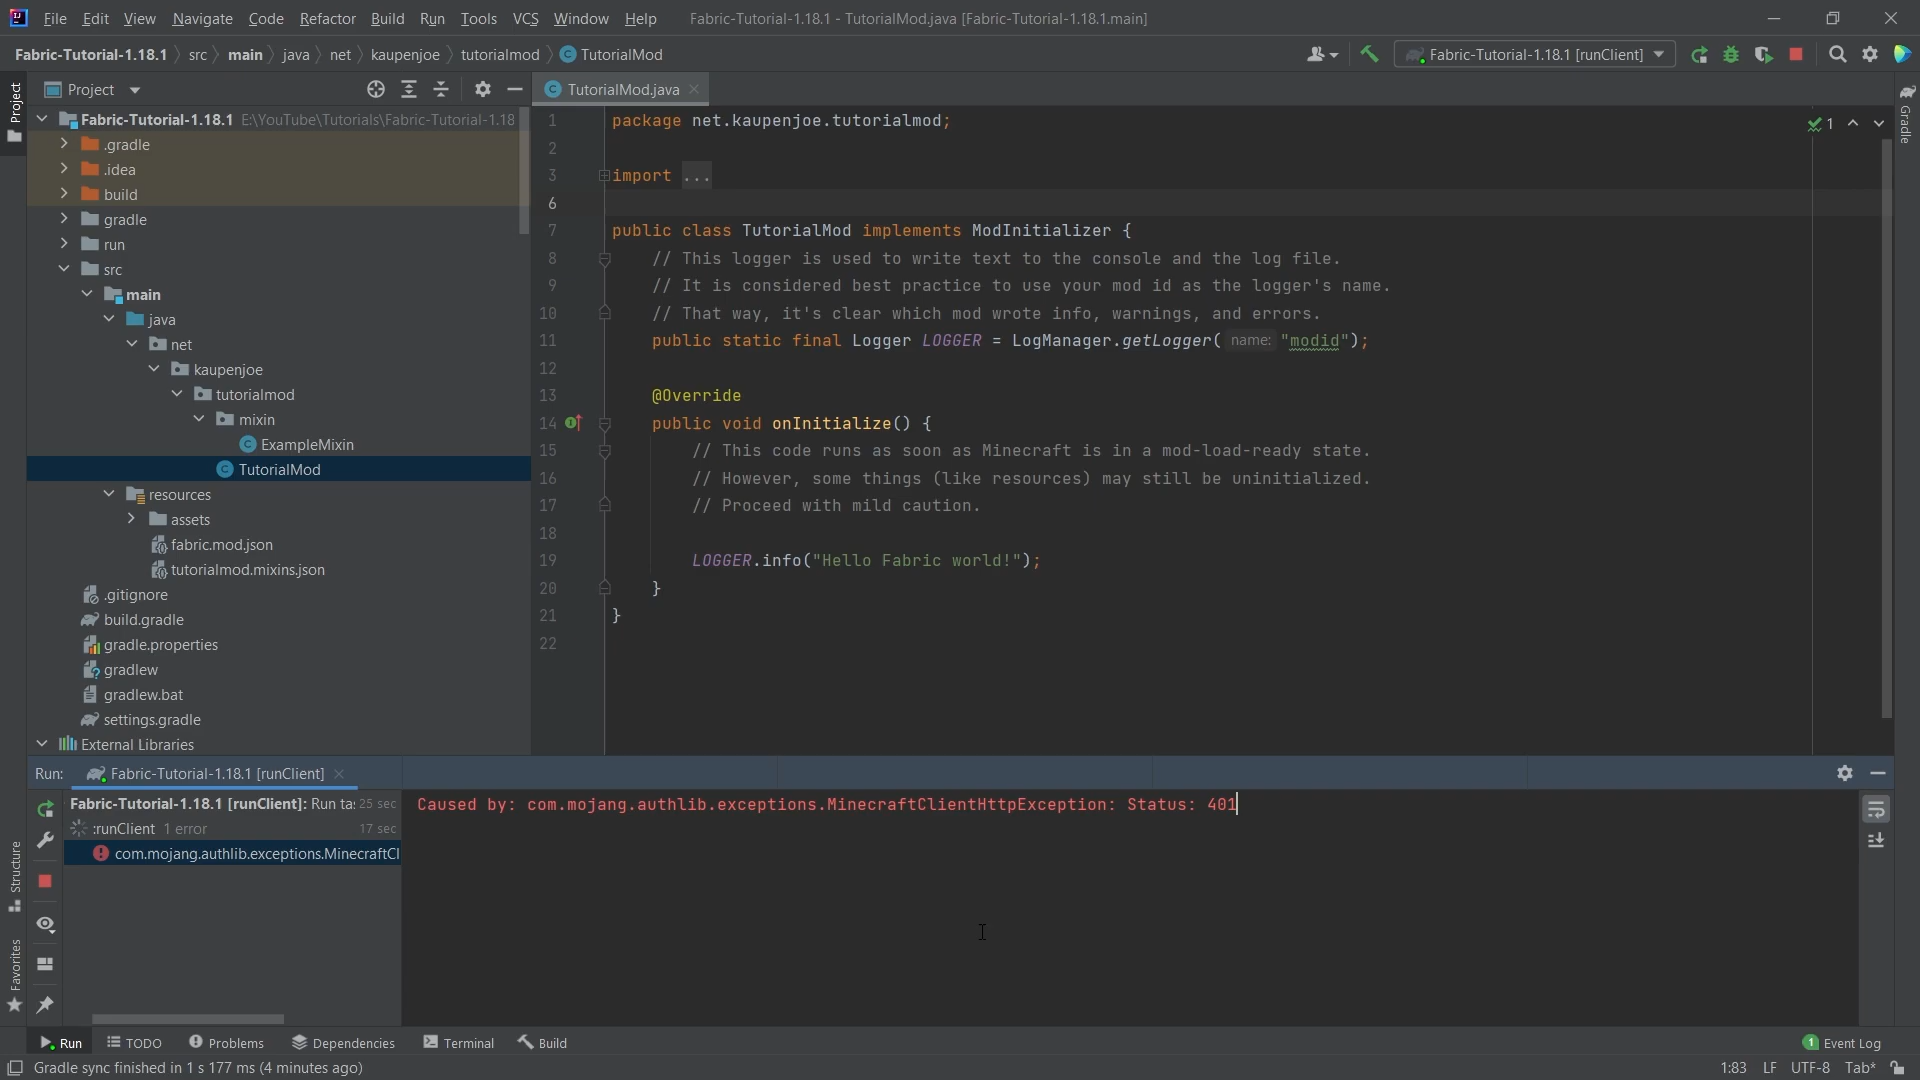 File Edit View Navigate Code Refactor Build Run Tools VCS Window Help Fabric-Tutorial-1.18.1 - TutorialMod.java [Fabric-Tutorial-1.18.1.main]
Fabric-Tutorial-1.18.1 src main java net kaupenjoe tutorialmod TutorialMod
Fabric-Tutorial-1.18.1 [runClient]
Project
Project
TutorialMod.java
Gradle
Fabric-Tutorial-1.18.1 E:\YouTube\Tutorials\Fabric-Tutorial-1.18
.gradle
.idea
build
gradle
run
src
main
java
net
kaupenjoe
tutorialmod
mixin
ExampleMixin
TutorialMod
resources
assets
fabric.mod.json
tutorialmod.mixins.json
.gitignore
build.gradle
gradle.properties
gradlew
gradlew.bat
settings.gradle
External Libraries
1 package net.kaupenjoe.tutorialmod;
1
2
3 import ...
6
7 public class TutorialMod implements ModInitializer {
8 // This logger is used to write text to the console and the log file.
9 // It is considered best practice to use your mod id as the logger's name.
10 // That way, it's clear which mod wrote info, warnings, and errors.
11 public static final Logger LOGGER = LogManager.getLogger( name: "modid");
12
13 @Override
14 public void onInitialize() {
15 // This code runs as soon as Minecraft is in a mod-load-ready state.
16 // However, some things (like resources) may still be uninitialized.
17 // Proceed with mild caution.
18
19 LOGGER.info("Hello Fabric world!");
20 }
21 }
22
Run: Fabric-Tutorial-1.18.1 [runClient]
Fabric-Tutorial-1.18.1 [runClient]: Run ta: 25 sec
:runClient 1 error 17 sec
com.mojang.authlib.exceptions.MinecraftCl
Caused by: com.mojang.authlib.exceptions.MinecraftClientHttpException: Status: 401
Structure
Favorites
Run TODO Problems Dependencies Terminal Build 1 Event Log
Gradle sync finished in 1 s 177 ms (4 minutes ago) 1:83 LF UTF-8 Tab*